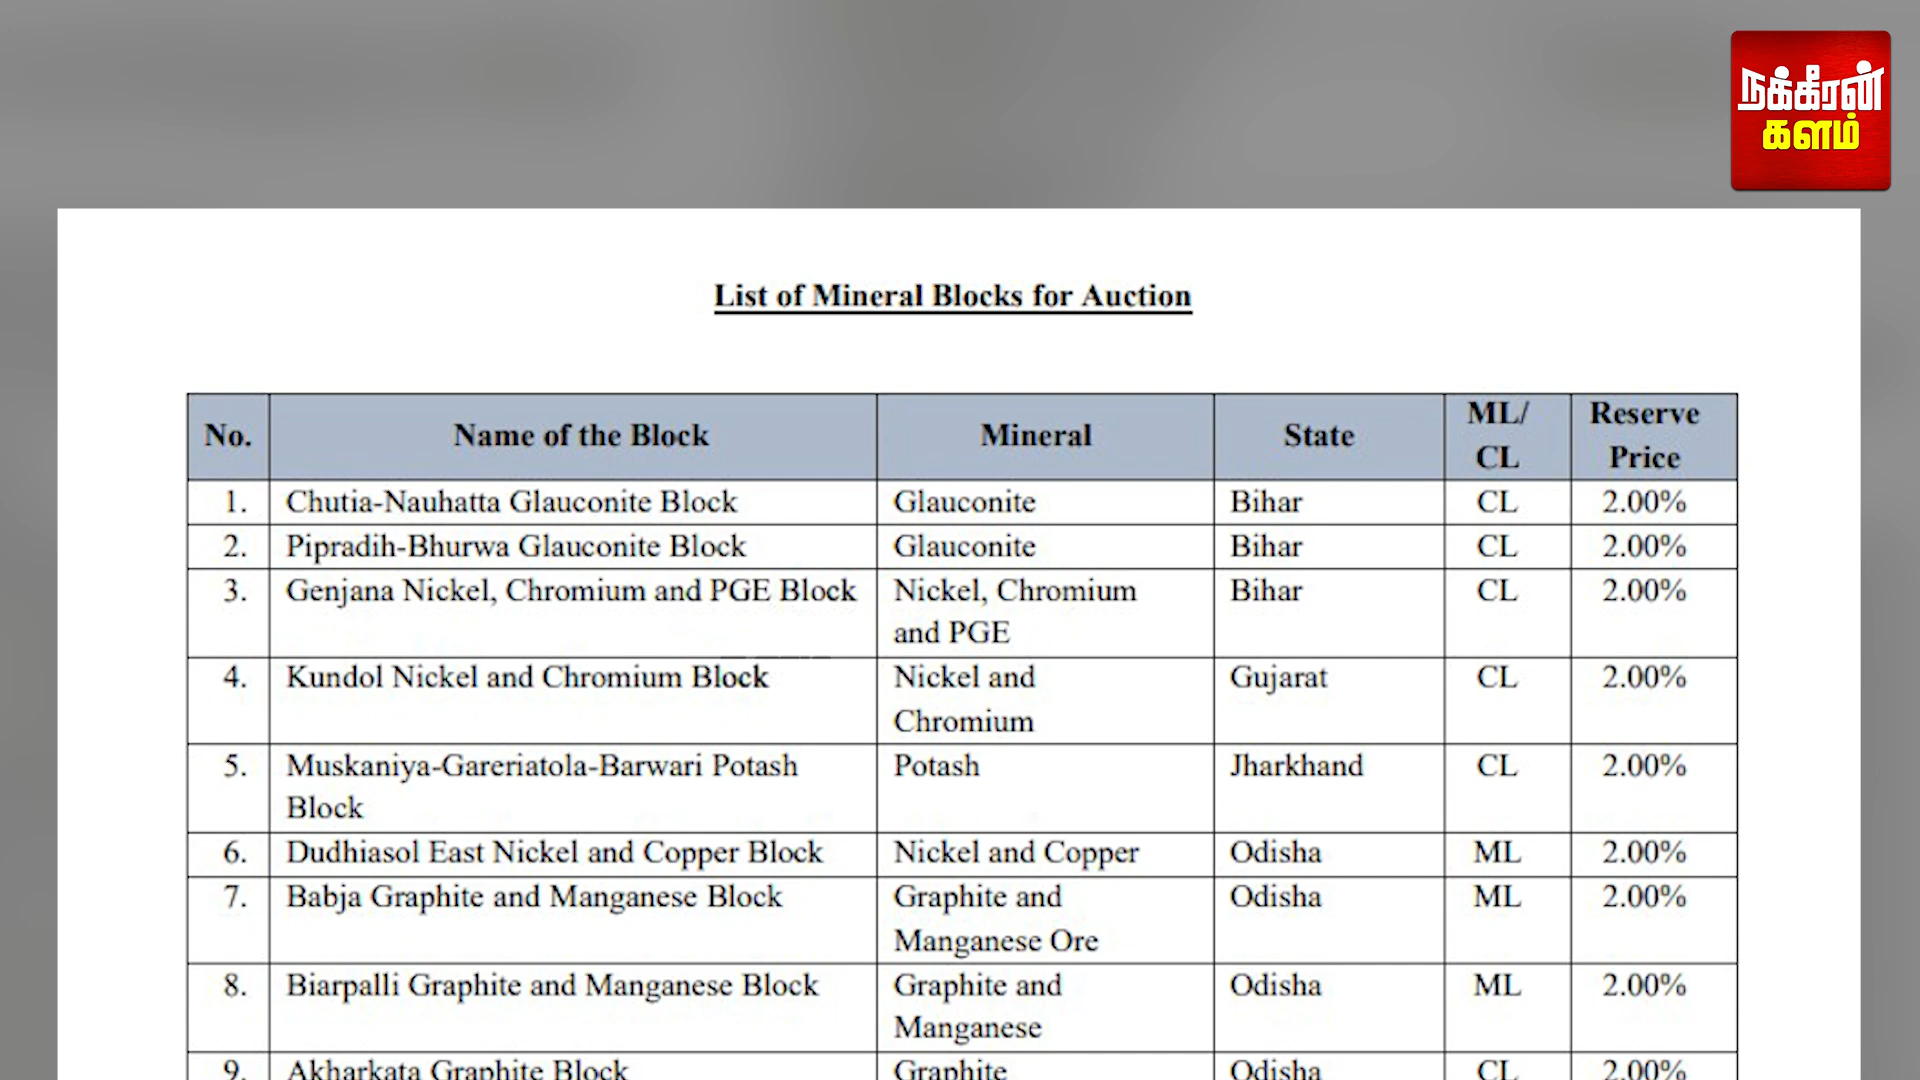 நக்கீரன்
களம்
List of Mineral Blocks for Auction
No. Name of the Block Mineral State ML/ CL Reserve Price
1. Chutia-Nauhatta Glauconite Block Glauconite Bihar CL 2.00%
2. Pipradih-Bhurwa Glauconite Block Glauconite Bihar CL 2.00%
3. Genjana Nickel, Chromium and PGE Block Nickel, Chromium Bihar CL 2.00%
and PGE
4. Kundol Nickel and Chromium Block Nickel and Gujarat CL 2.00%
Chromium
5. Muskaniya-Gareriatola-Barwari Potash Potash Jharkhand CL 2.00%
Block
6. Dudhiasol East Nickel and Copper Block Nickel and Copper Odisha ML 2.00%
7. Babja Graphite and Manganese Block Graphite and Odisha ML 2.00%
Manganese Ore
8. Biarpalli Graphite and Manganese Block Graphite and Odisha ML 2.00%
Manganese
9. Akharkata Graphite Block Graphite Odisha CL 2.00%